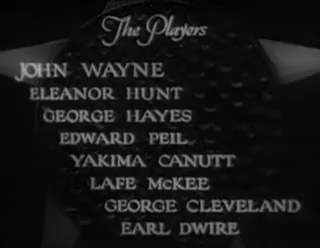 The Players
JOHN WAYNE
ELEANOR HUNT
GEORGE HAYES
EDWARD PEIL
YAKIMA CANUTT
LAFE McKEE
GEORGE CLEVELAND
EARL DWIRE